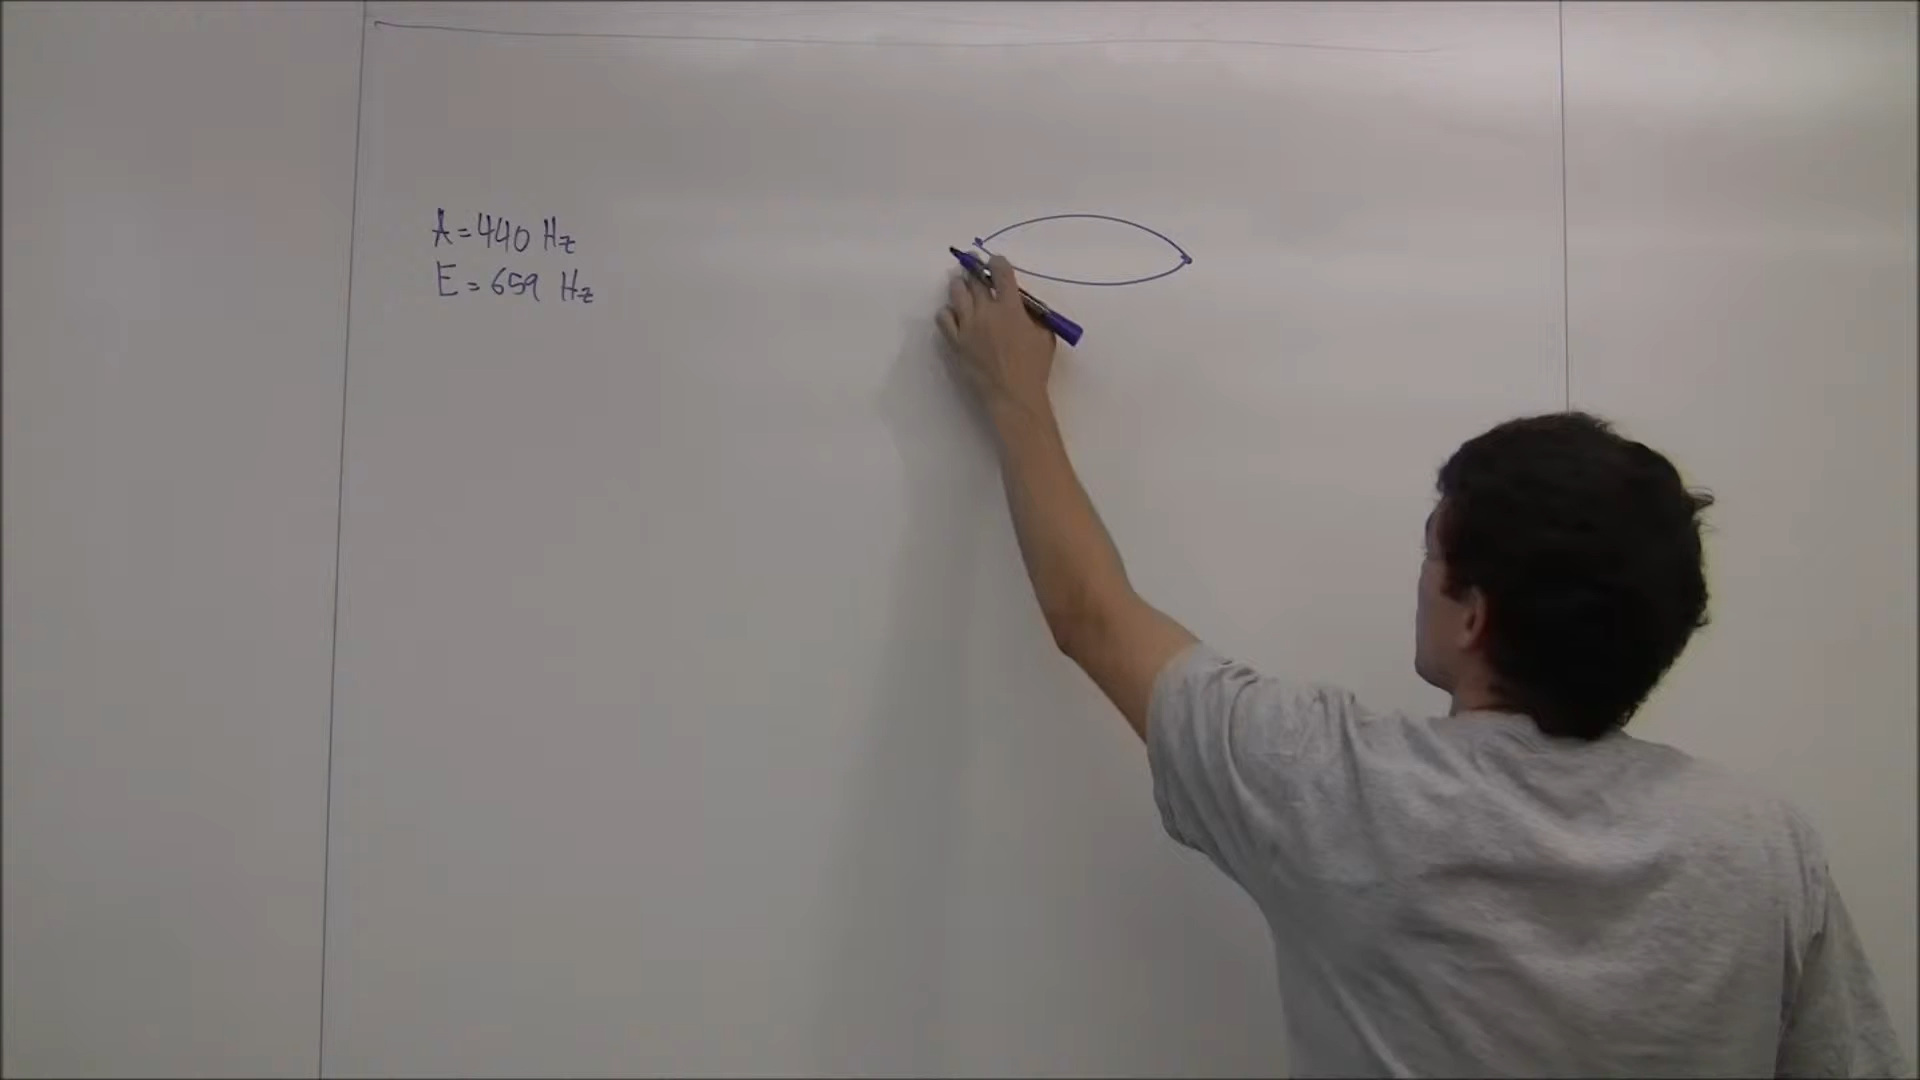 A = 440 Hz
E = 659 Hz